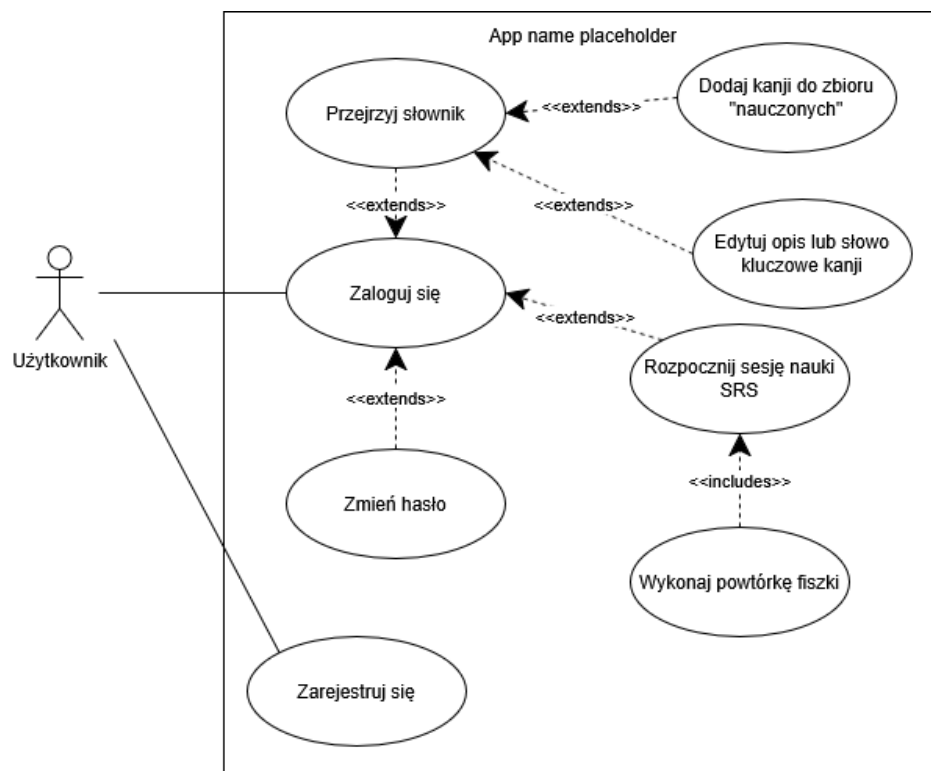 App name placeholder
Przejrzyj słownik
<<extends>>
Dodaj kanji do zbioru
"nauczonych"
<<extends>>
<<extends>>
Edytuj opis lub słowo
kluczowe kanji
Użytkownik
Zaloguj się
<<extends>>
Rozpocznij sesję nauki
SRS
<<extends>>
Zmień hasło
<<includes>>
Wykonaj powtórkę fiszki
Zarejestruj się